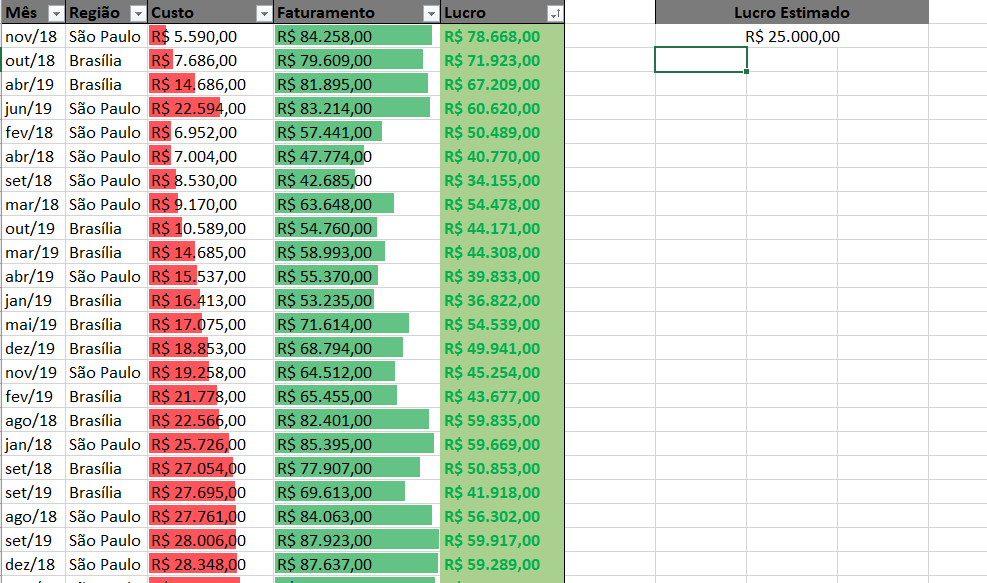 Mês Região Custo Faturamento Lucro Lucro Estimado
nov/18 São Paulo R$ 5.590,00 R$ 84.258,00 R$ 78.668,00 R$ 25.000,00
out/18 Brasília R$ 7.686,00 R$ 79.609,00 R$ 71.923,00
abr/19 Brasília R$ 14.686,00 R$ 81.895,00 R$ 67.209,00
jun/19 São Paulo R$ 22.594,00 R$ 83.214,00 R$ 60.620,00
fev/18 São Paulo R$ 6.952,00 R$ 57.441,00 R$ 50.489,00
abr/18 São Paulo R$ 7.004,00 R$ 47.774,00 R$ 40.770,00
set/18 São Paulo R$ 8.530,00 R$ 42.685,00 R$ 34.155,00
mar/18 São Paulo R$ 9.170,00 R$ 63.648,00 R$ 54.478,00
out/19 Brasília R$ 10.589,00 R$ 54.760,00 R$ 44.171,00
mar/19 Brasília R$ 14.685,00 R$ 58.993,00 R$ 44.308,00
abr/19 São Paulo R$ 15.537,00 R$ 55.370,00 R$ 39.833,00
jan/19 Brasília R$ 16.413,00 R$ 53.235,00 R$ 36.822,00
mai/19 Brasília R$ 17.075,00 R$ 71.614,00 R$ 54.539,00
dez/19 Brasília R$ 18.853,00 R$ 68.794,00 R$ 49.941,00
nov/19 São Paulo R$ 19.258,00 R$ 64.512,00 R$ 45.254,00
fev/19 Brasília R$ 21.778,00 R$ 65.455,00 R$ 43.677,00
ago/18 Brasília R$ 22.566,00 R$ 82.401,00 R$ 59.835,00
jan/18 São Paulo R$ 25.726,00 R$ 85.395,00 R$ 59.669,00
set/18 Brasília R$ 27.054,00 R$ 77.907,00 R$ 50.853,00
set/19 Brasília R$ 27.695,00 R$ 69.613,00 R$ 41.918,00
ago/18 São Paulo R$ 27.761,00 R$ 84.063,00 R$ 56.302,00
set/19 São Paulo R$ 28.006,00 R$ 87.923,00 R$ 59.917,00
dez/18 São Paulo R$ 28.348,00 R$ 87.637,00 R$ 59.289,00